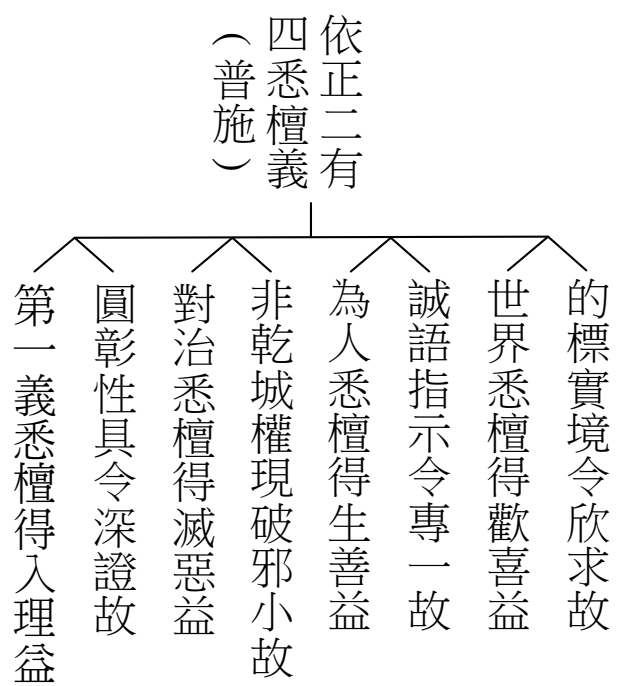 依正二有
四悉檀義
（普施）
的標實境令欣求故
世界悉檀得歡喜益
誠語指示令專一故
為人悉檀得生善益
非乾城權現破邪小故
對治悉檀得滅惡益
圓彰性具令深證故
第一義悉檀得入理益